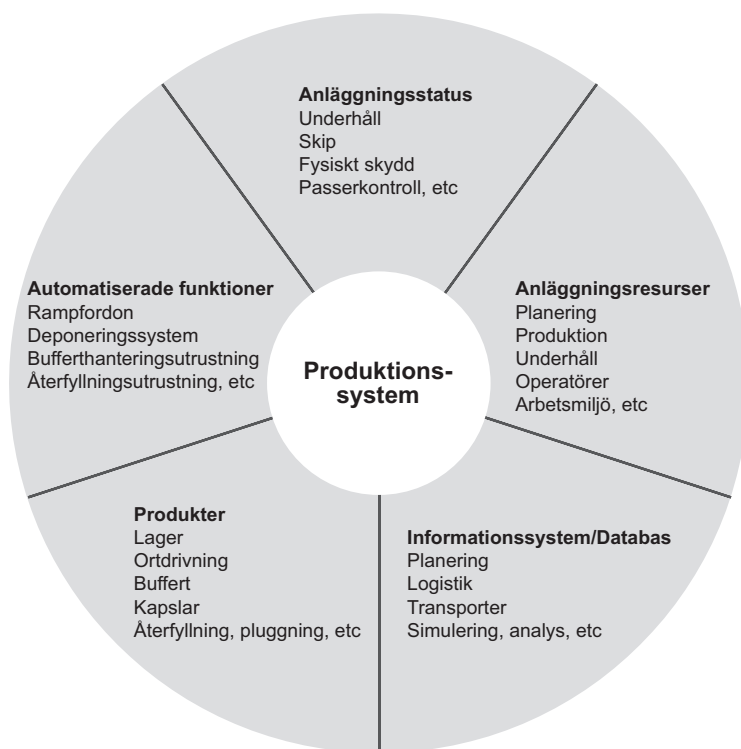 Anläggningsstatus
Underhåll
Skip
Fysiskt skydd
Passerkontroll, etc
Automatiserade funktioner
Rampfordon
Deponeringssystem
Bufferthanteringsutrustning
Återfyllningsutrustning, etc
Produktions-
system
Anläggningsresurser
Planering
Produktion
Underhåll
Operatörer
Arbetsmiljö, etc
Produkter
Lager
Ortdrivning
Buffert
Kapslar
Återfyllning, pluggning, etc
Informationssystem/Databas
Planering
Logistik
Transporter
Simulering, analys, etc